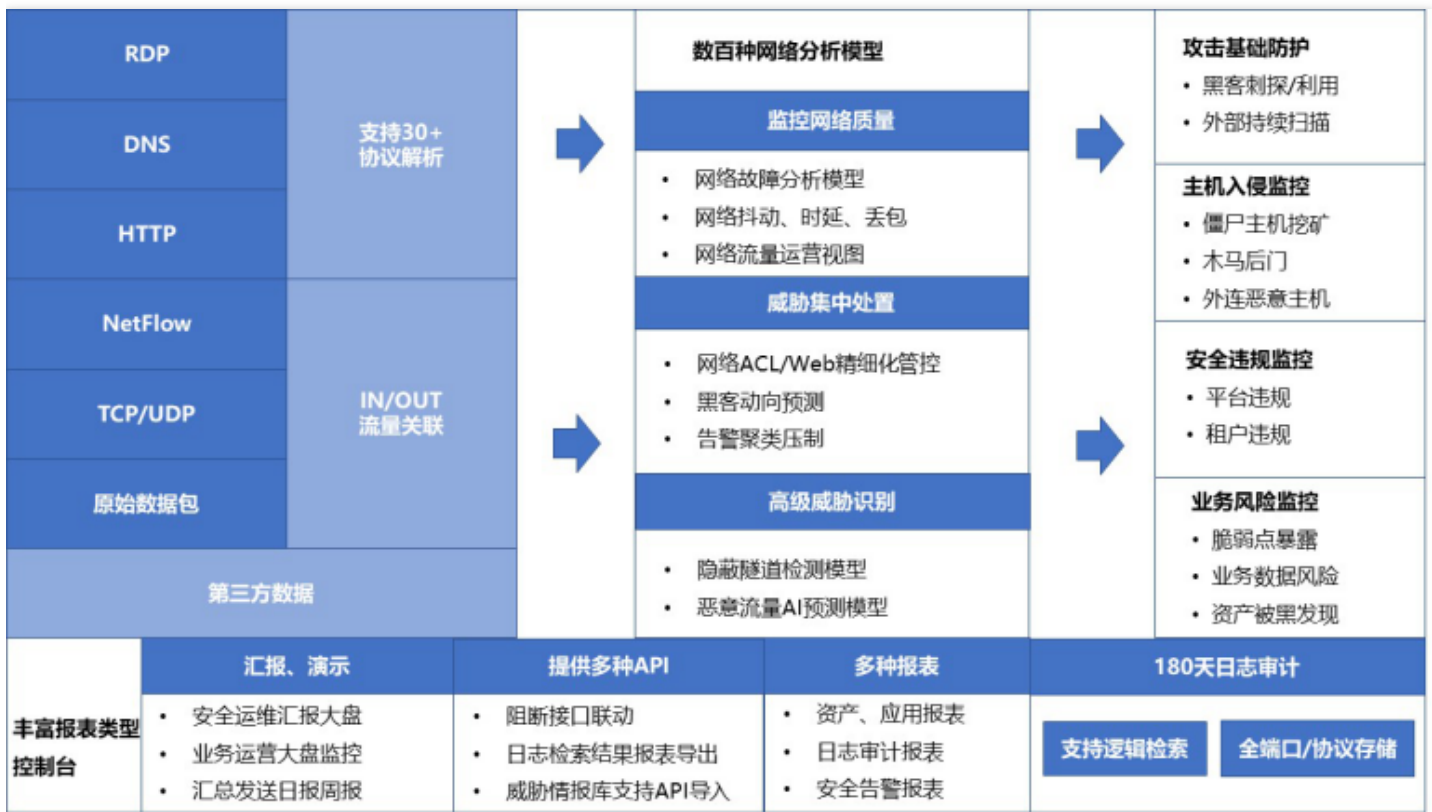 RDP
DNS
HTTP
NetFlow
TCP/UDP
原始数据包
支持30+
协议解析
IN/OUT
流量关联
第三方数据
数百种网络分析模型
监控网络质量
• 网络故障分析模型
• 网络抖动、时延、丢包
• 网络流量运营视图
威胁集中处置
• 网络ACL/Web精细化管控
• 黑客动向预测
• 告警聚类压制
高级威胁识别
• 隐蔽隧道检测模型
• 恶意流量AI预测模型
攻击基础防护
• 黑客刺探/利用
• 外部持续扫描
主机入侵监控
• 僵尸主机挖矿
• 木马后门
• 外连恶意主机
安全违规监控
• 平台违规
• 租户违规
业务风险监控
• 脆弱点暴露
• 业务数据风险
• 资产被黑发现
丰富报表类型
控制台
汇报、演示
• 安全运维汇报大盘
• 业务运营大盘监控
• 汇总发送日报周报
提供多种API
• 阻断接口联动
• 日志检索结果报表导出
• 威胁情报库支持API导入
多种报表
• 资产、应用报表
• 日志审计报表
• 安全告警报表
180天日志审计
支持逻辑检索
全端口/协议存储